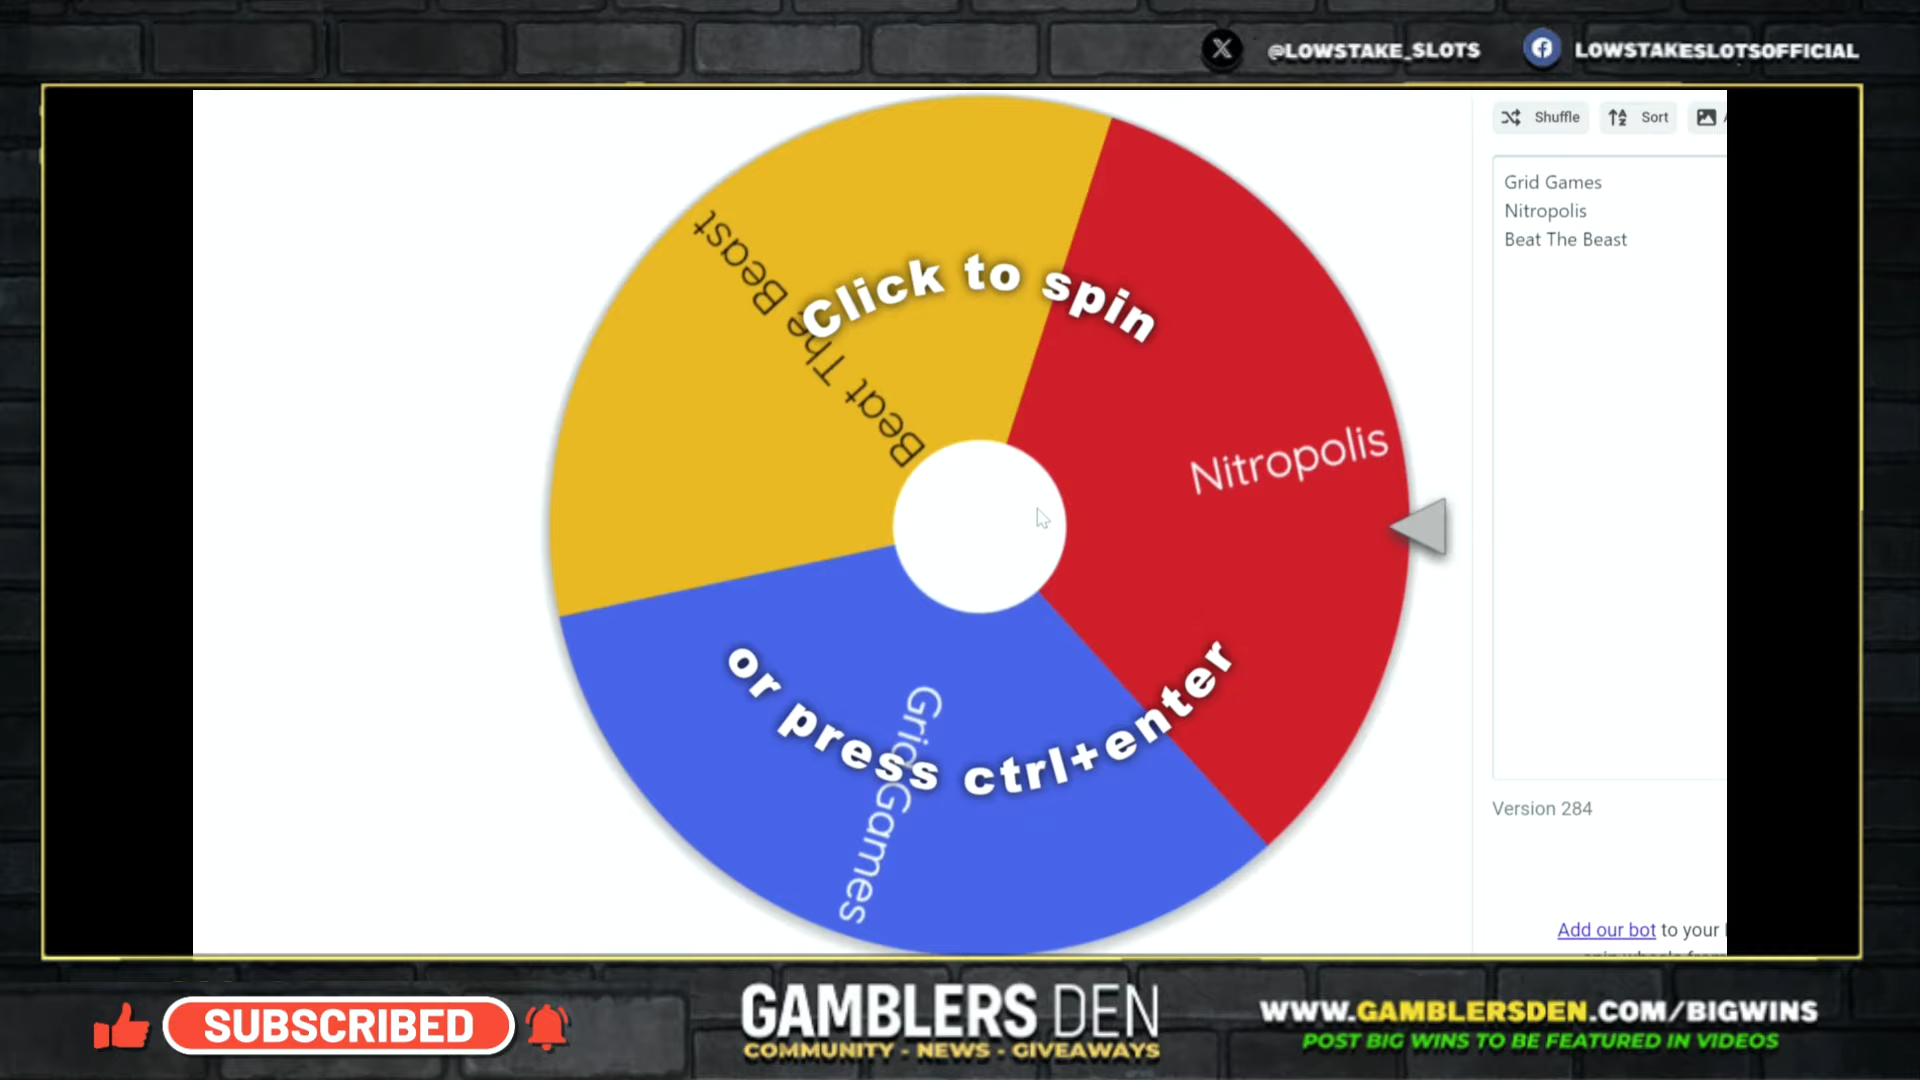 @LOWSTAKE_SLOTS
LOWSTAKESLOTSOFFICIAL
Shuffle
Sort
Grid Games
Nitropolis
Beat The Beast
Beat The Beast
Click to spin
Nitropolis
or press ctrl+enter
Grid Games
Version 284
Add our bot to your
SUBSCRIBED
GAMBLERS DEN
COMMUNITY - NEWS - GIVEAWAYS
WWW.GAMBLERSDEN.COM/BIGWINS
POST BIG WINS TO BE FEATURED IN VIDEOS